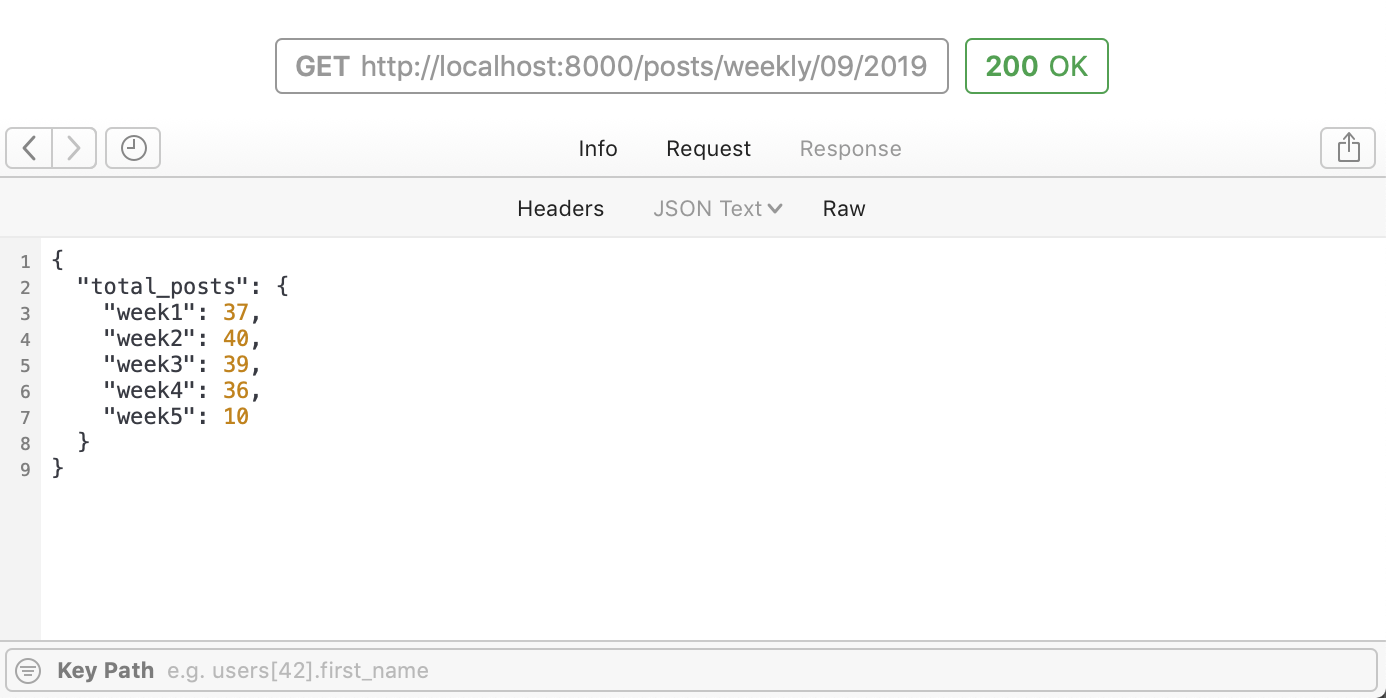 GET http://localhost:8000/posts/weekly/09/2019 200 OK
Info Request Response
Headers JSON Text Raw
1 {
2   "total_posts": {
3     "week1": 37,
4     "week2": 40,
5     "week3": 39,
6     "week4": 36,
7     "week5": 10
8   }
9 }
Key Path e.g. users[42].first_name